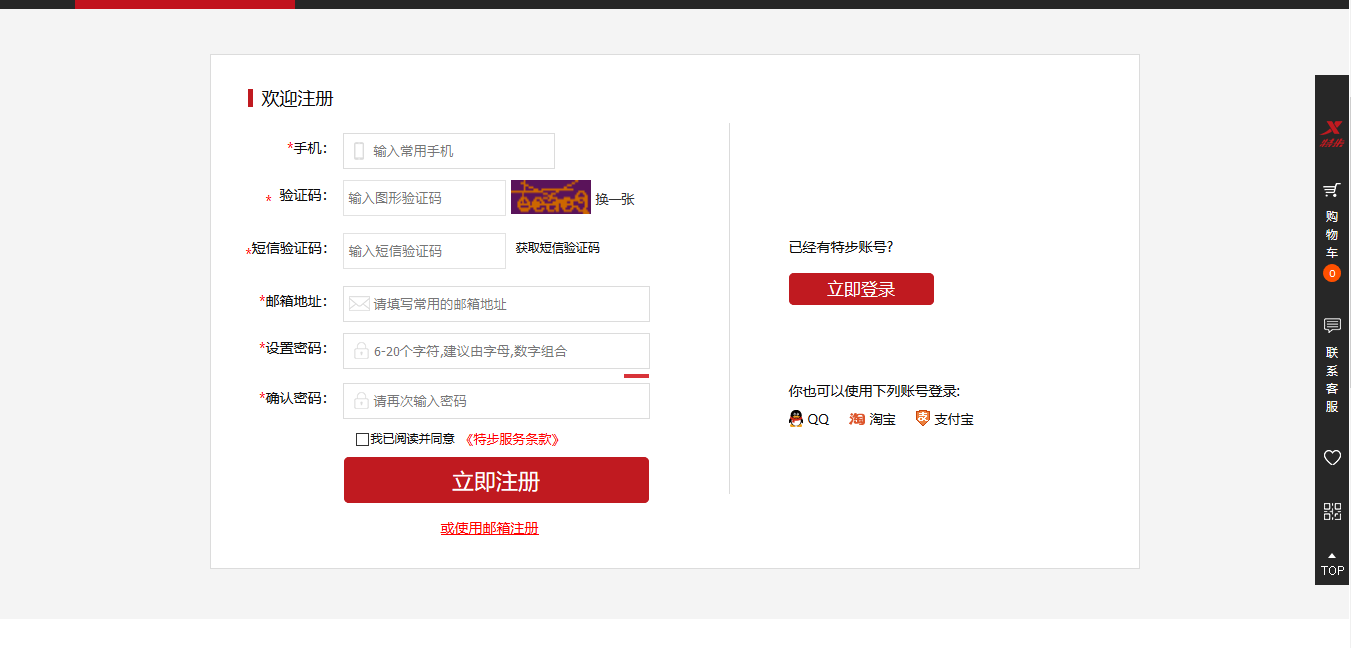 欢迎注册
*手机：
输入常用手机
* 验证码：
输入图形验证码
换一张
*短信验证码：
输入短信验证码
获取短信验证码
*邮箱地址：
请填写常用的邮箱地址
*设置密码：
6-20个字符,建议由字母,数字组合
*确认密码：
请再次输入密码
我已阅读并同意 《特步服务条款》
立即注册
或使用邮箱注册
已经有特步账号?
立即登录
你也可以使用下列账号登录:
QQ 淘宝 支付宝
特步
购
物
车
0
联
系
客
服
TOP